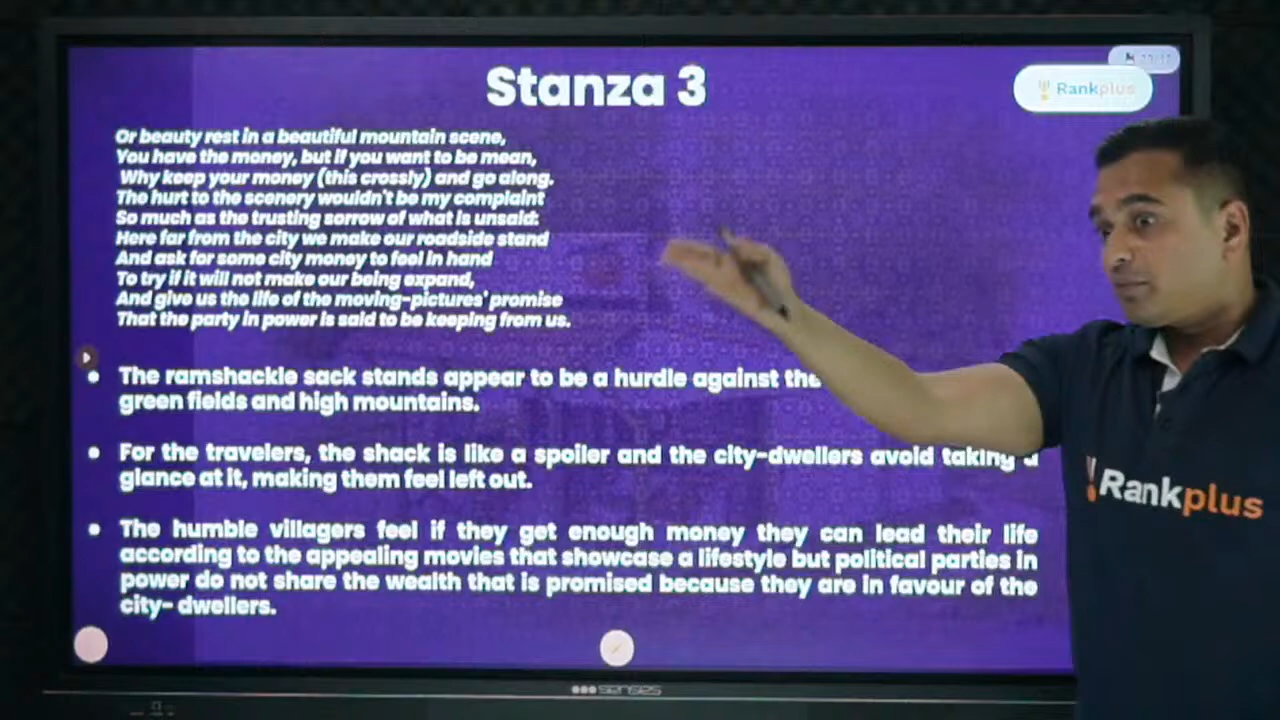 Stanza 3
Rankplus
Or beauty rest in a beautiful mountain scene,
You have the money, but if you want to be mean,
Why keep your money (this crossly) and go along.
The hurt to the scenery wouldn't be my complaint
So much as the trusting sorrow of what is unsaid:
Here far from the city we make our roadside stand
And ask for some city money to feel in hand
To try if it will not make our being expand,
And give us the life of the moving-pictures' promise
That the party in power is said to be keeping from us.
• The ramshackle sack stands appear to be a hurdle against the
green fields and high mountains.
• For the travelers, the shack is like a spoiler and the city-dwellers avoid taking a
glance at it, making them feel left out.
• The humble villagers feel if they get enough money they can lead their life
according to the appealing movies that showcase a lifestyle but political parties in
power do not share the wealth that is promised because they are in favour of the
city- dwellers.
Rankplus
senses